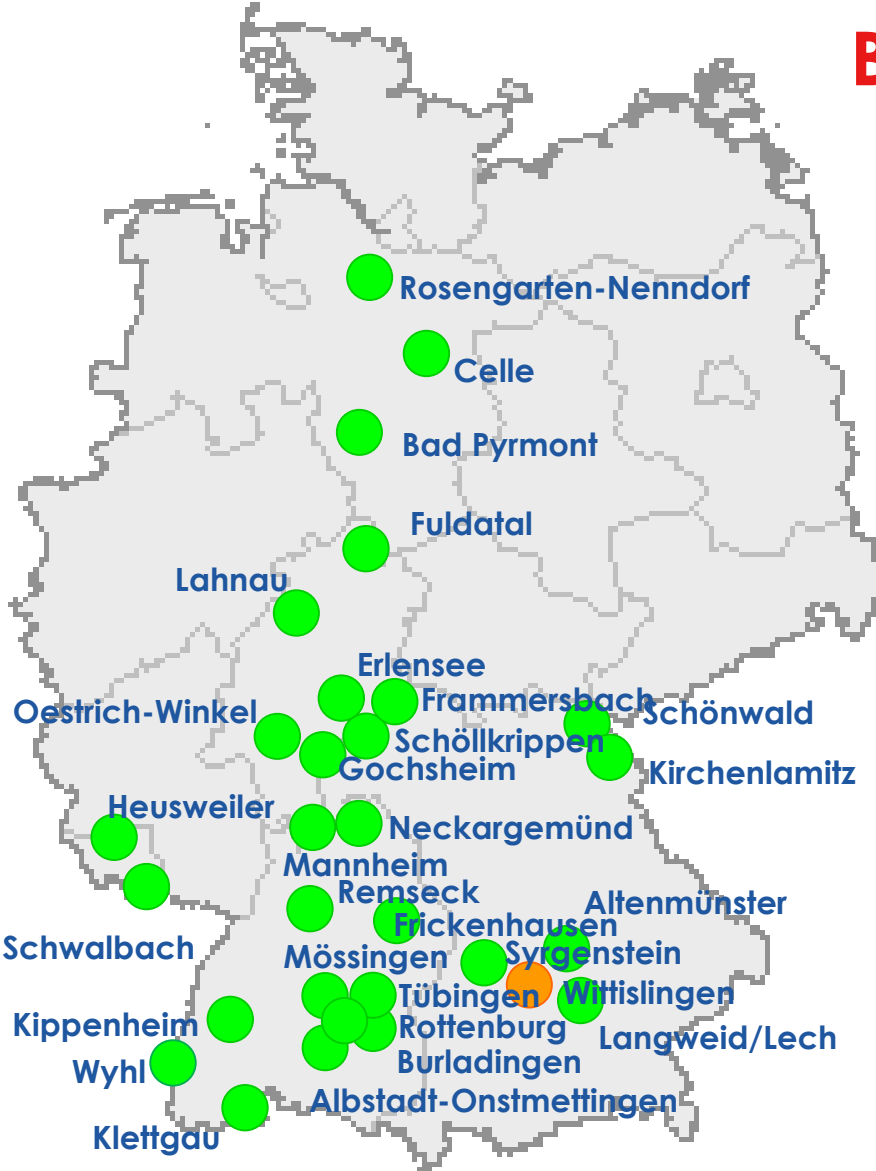 B
Rosengarten-Nenndorf
Celle
Bad Pyrmont
Fuldatal
Lahnau
Erlensee
Frammersbach
Oestrich-Winkel
Schönwald
Schöllkrippen
Gochsheim
Kirchenlamitz
Heusweiler
Neckargemünd
Mannheim
Remseck
Altenmünster
Frickenhausen
Schwalbach
Syrgenstein
Mössingen
Wittislingen
Tübingen
Kippenheim
Rottenburg
Langweid/Lech
Burladingen
Wyhl
Albstadt-Onstmettingen
Klettgau